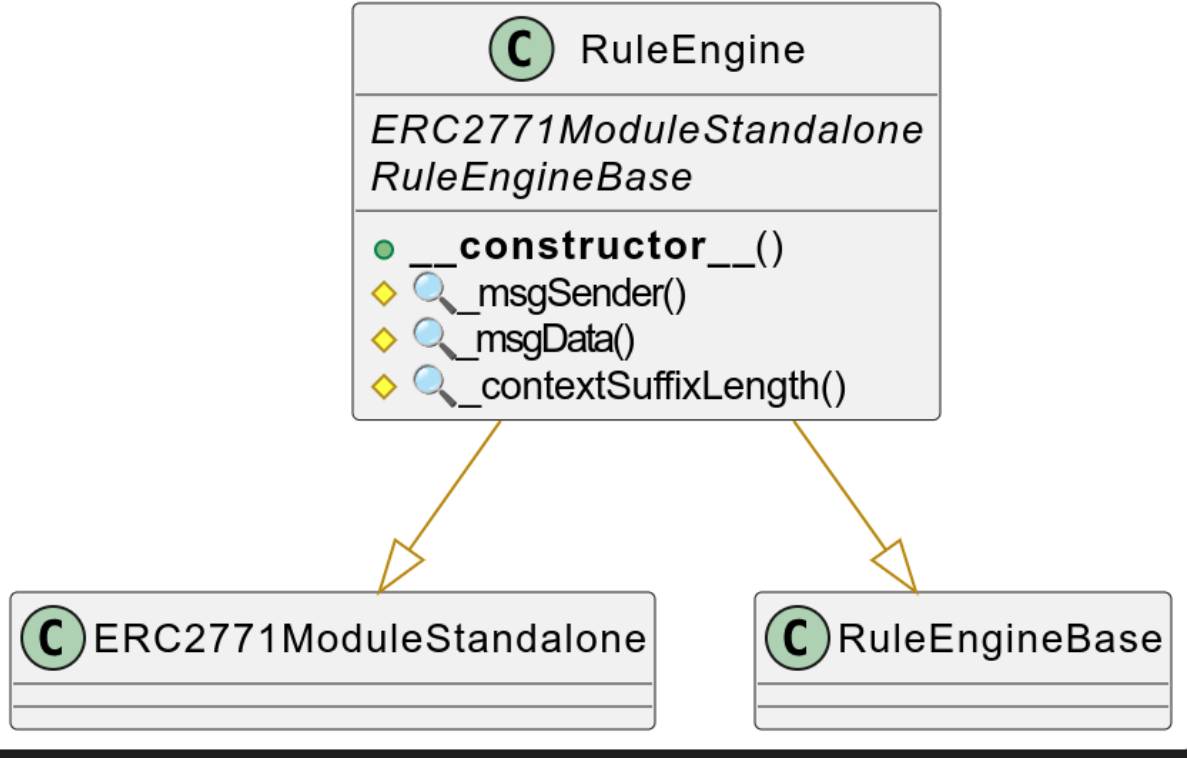 C RuleEngine
ERC2771ModuleStandalone
RuleEngineBase
__constructor__()
_msgSender()
_msgData()
_contextSuffixLength()
C ERC2771ModuleStandalone
C RuleEngineBase